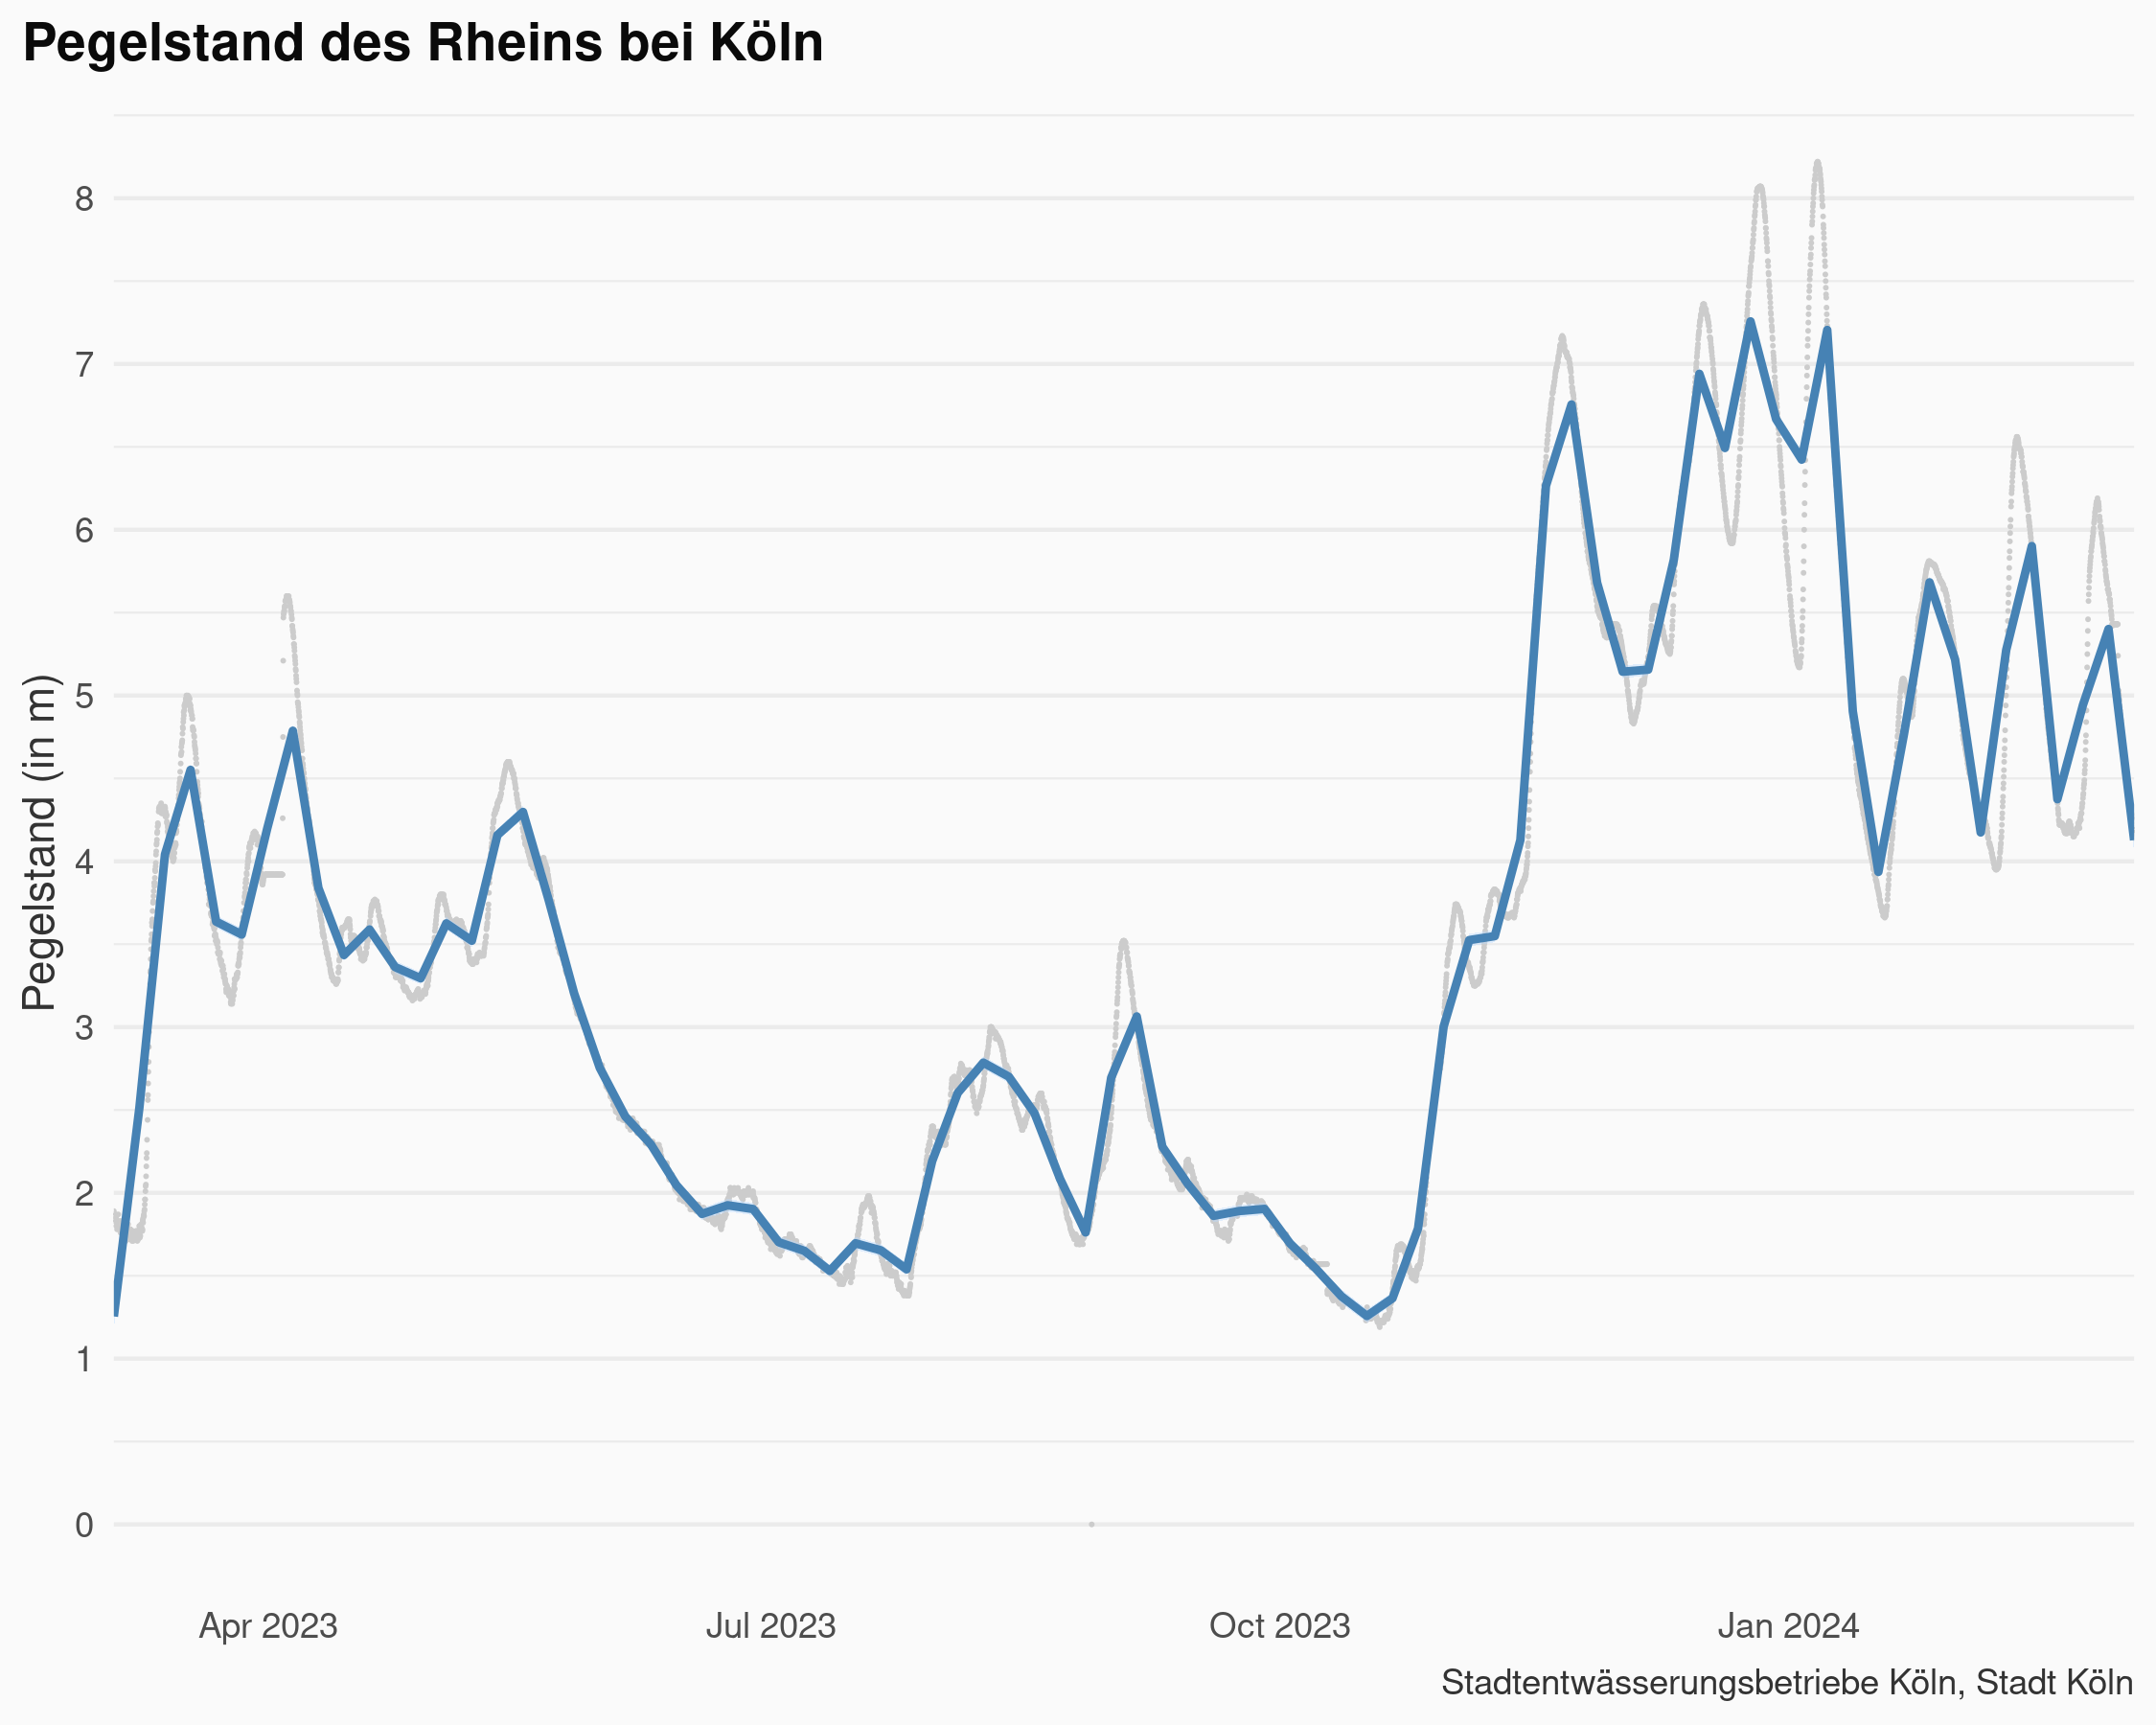 Pegelstand des Rheins bei Köln
Pegelstand (in m)
8
7
6
5
4
3
2
1
0
Apr 2023
Jul 2023
Oct 2023
Jan 2024
Stadtentwässerungsbetriebe Köln, Stadt Köln